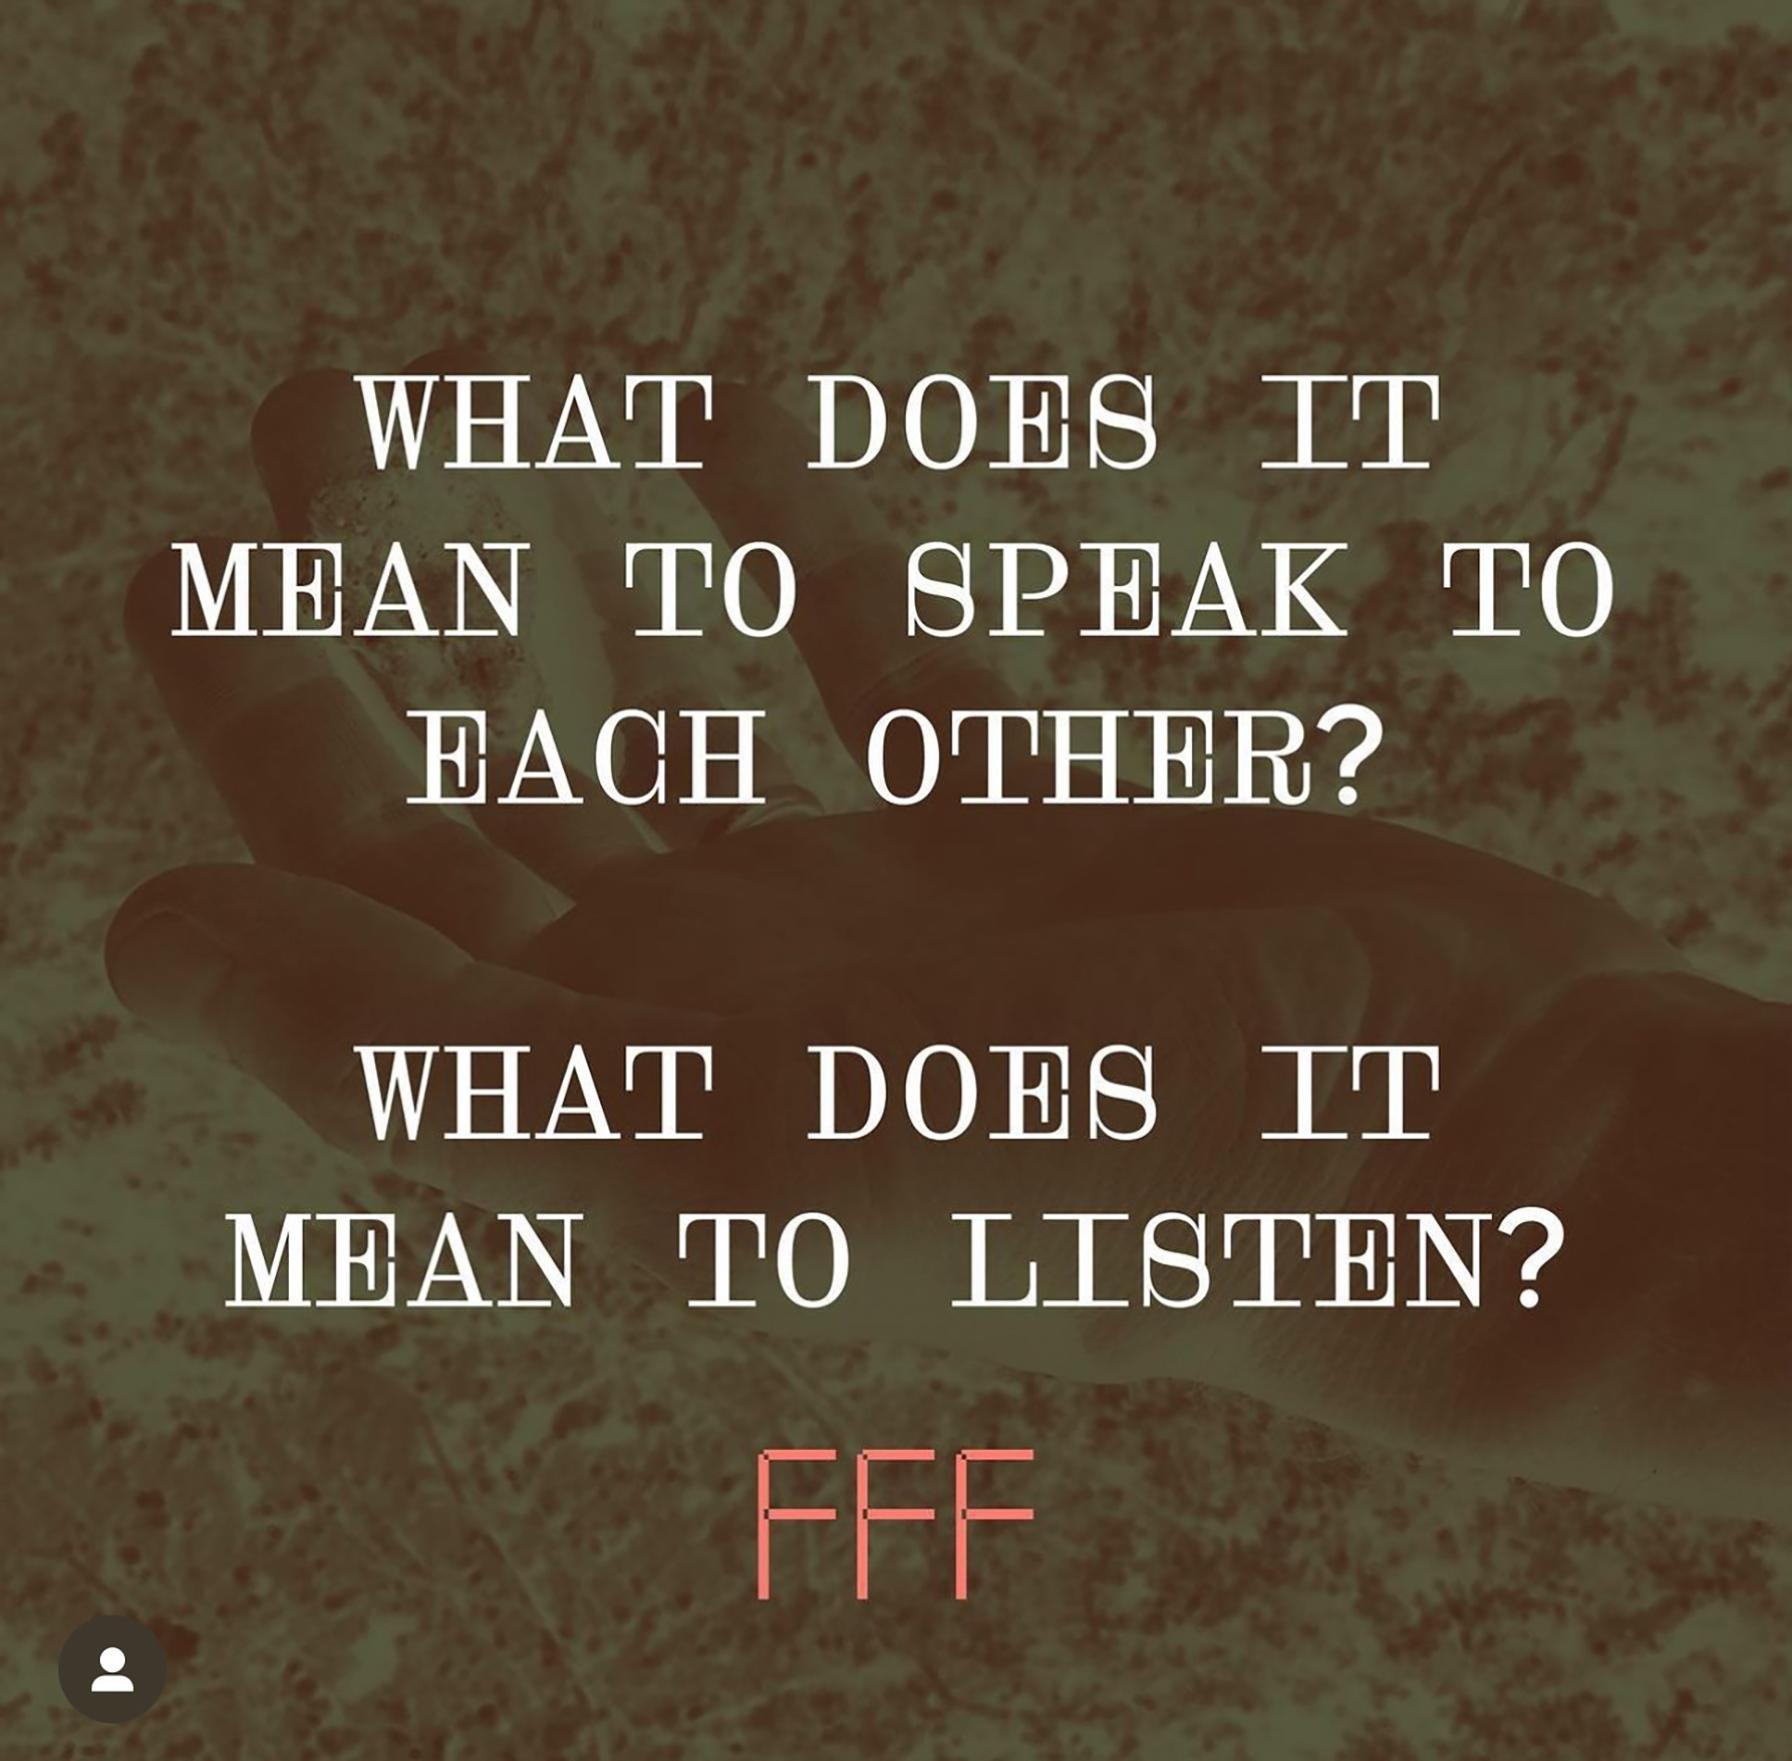 WHAT DOES IT
MEAN TO SPEAK TO
EACH OTHER?
WHAT DOES IT
MEAN TO LISTEN?
FFF